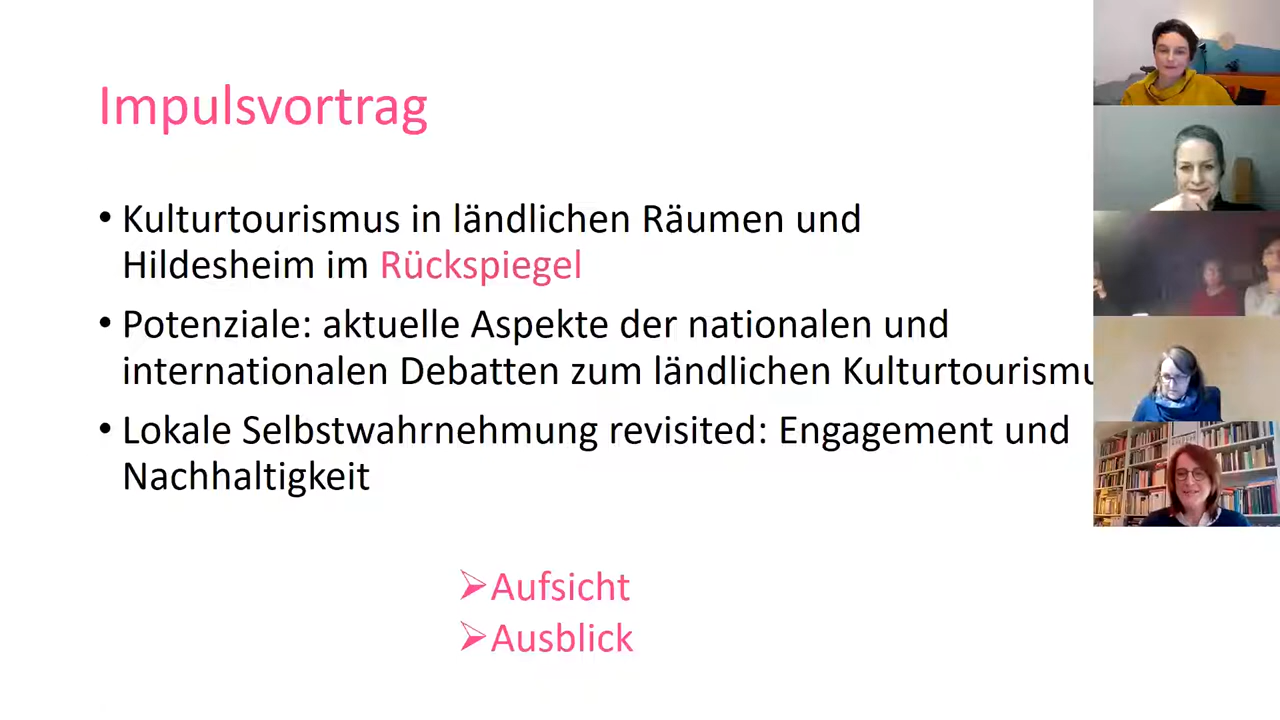 Impulsvortrag
• Kulturtourismus in ländlichen Räumen und
Hildesheim im Rückspiegel
• Potenziale: aktuelle Aspekte der nationalen und
internationalen Debatten zum ländlichen Kulturtourismu
• Lokale Selbstwahrnehmung revisited: Engagement und
Nachhaltigkeit
➢Aufsicht
➢Ausblick